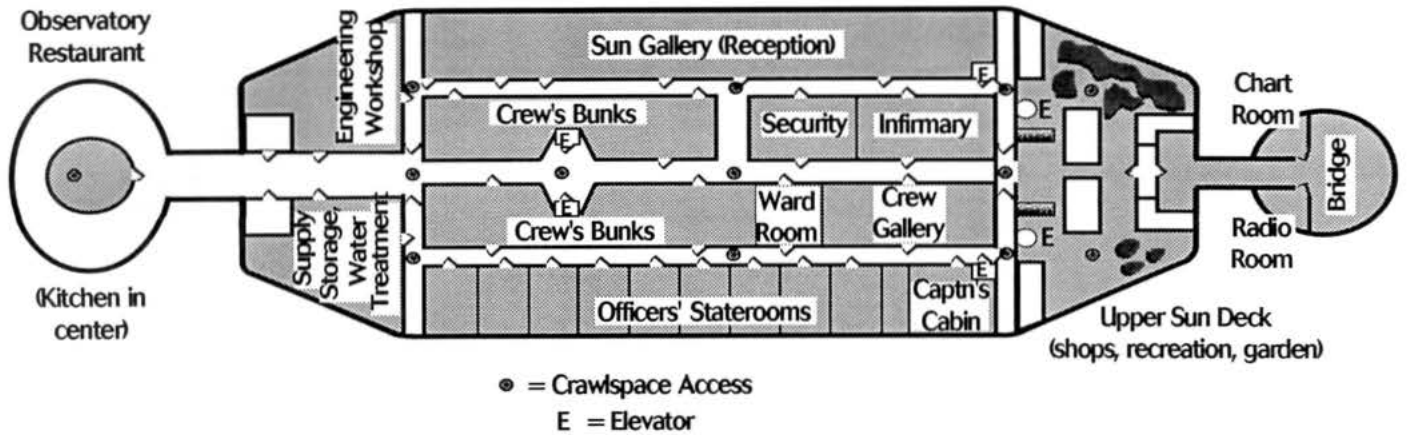 Observatory
Restaurant
(Kitchen in
center)
Engineering
Workshop
Supply
Storage,
Water
Treatment
Sun Gallery (Reception)
E
Crew's Bunks
E
Security
Infirmary
E
Crew's Bunks
Ward
Room
Crew
Gallery
E
Officers' Staterooms
Captn's
Cabin
E
E
E
Chart
Room
Bridge
Radio
Room
Upper Sun Deck
(shops, recreation, garden)
= Crawlspace Access
E = Elevator